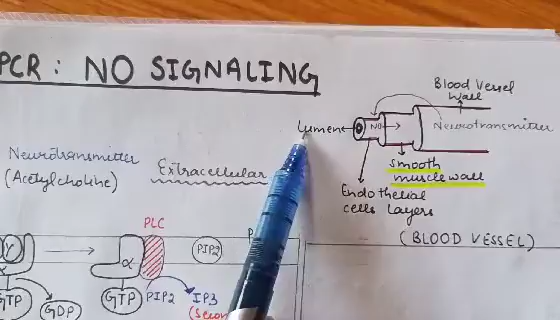 PCR: NO SIGNALING
Blood Vessel
Wall
Lumen
NO
Neurotransmitter
smooth
muscle wall
Endothelial
cells Layers
(BLOOD VESSEL)
Neurotransmitter
(Acetylcholine)
Extracellular
PLC
γ
α
PIP2
P
GTP
GDP
GTP
PIP2
IP3
(Secon